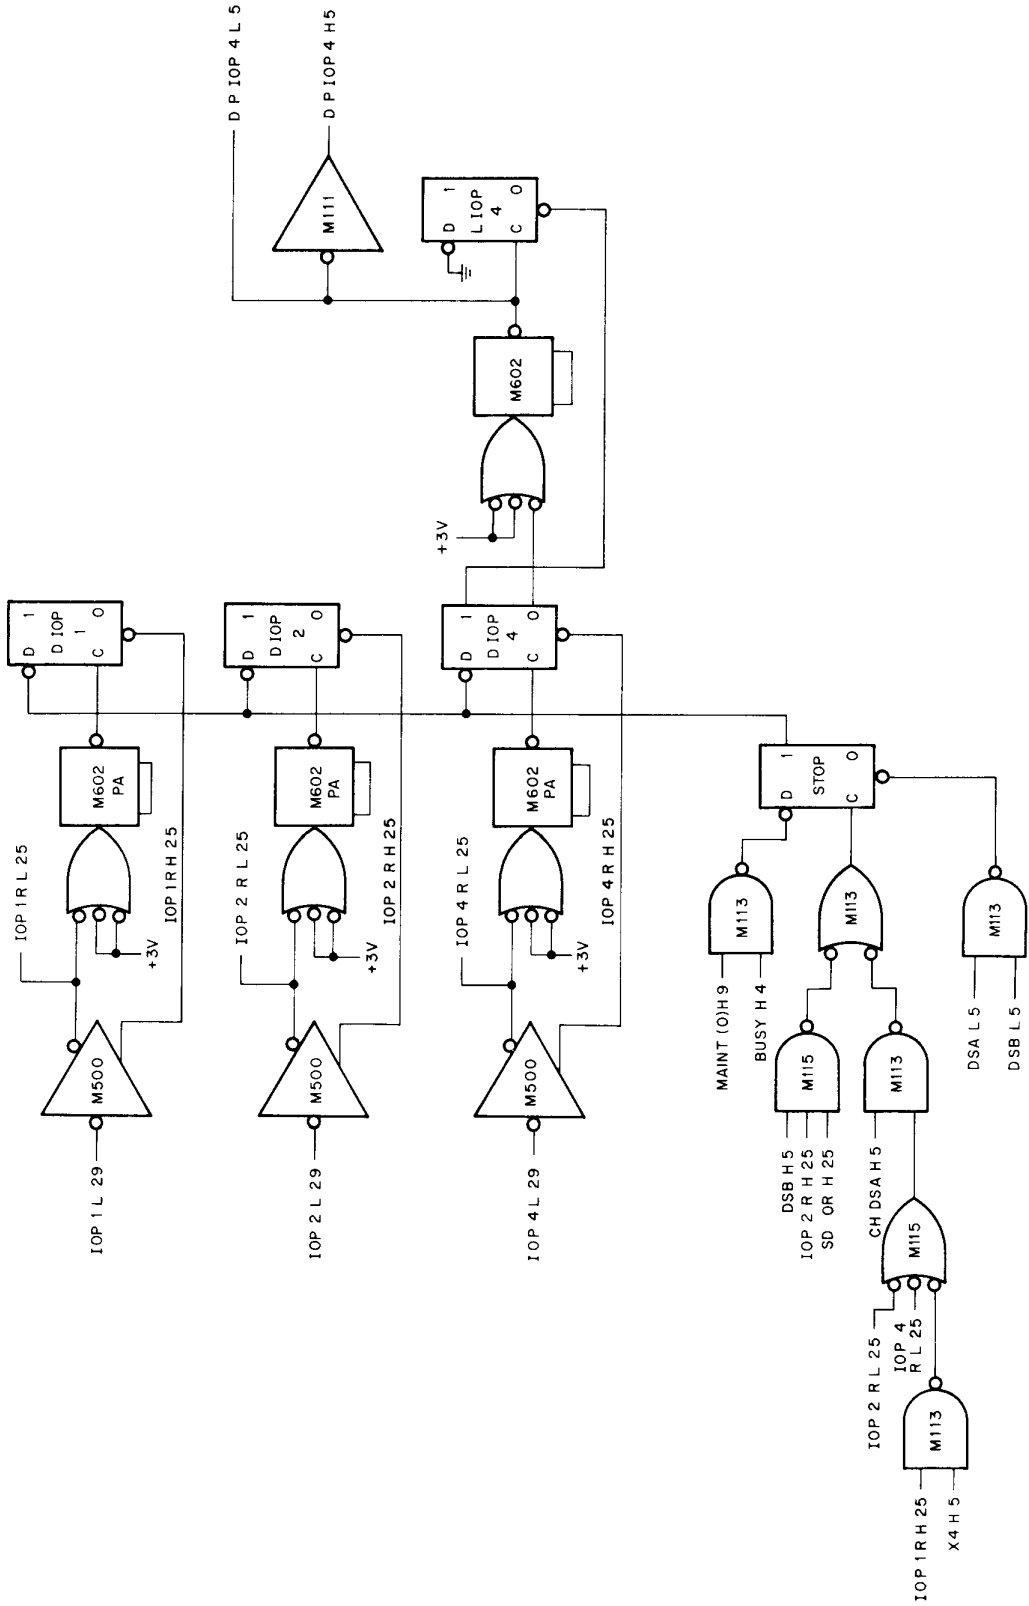 D P IOP 4 L 5
D P IOP 4 H 5
M111
D 1
L IOP
4
C 0
M602
+3V
D 1
D IOP
1
C 0
M602
PA
IOP 1 R L 25
IOP 1 R H 25
+3V
M500
IOP 1 L 29
D 1
D IOP
2
C 0
M602
PA
IOP 2 R L 25
IOP 2 R H 25
+3V
M500
IOP 2 L 29
D 1
D IOP
4
C 0
M602
PA
IOP 4 R L 25
IOP 4 R H 25
+3V
M500
IOP 4 L 29
D 1
STOP
C 0
M113
MAINT (0) H 9
BUSY H 4
M113
M113
DSA L 5
DSB L 5
M115
DSB H 5
IOP 2 R H 25
SD OR H 25
M113
CH DSA H 5
M115
IOP 2 R L 25
IOP 4
R L 25
M113
IOP 1 R H 25
X4 H 5